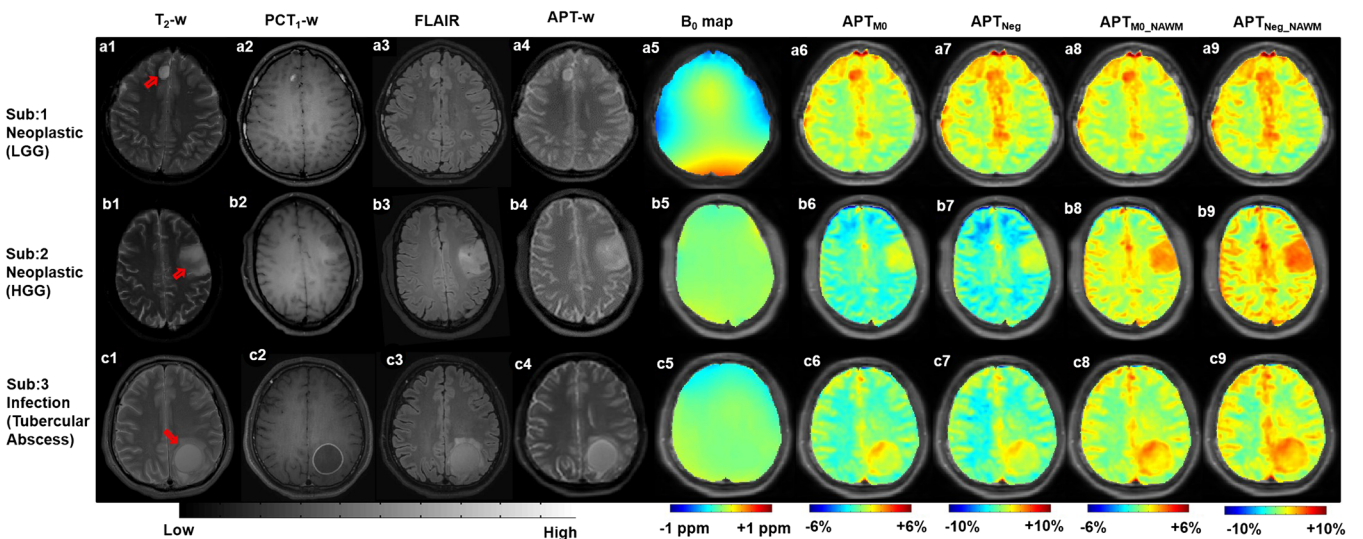 T2-w PCT1-w FLAIR APT-w B0 map APTM0 APTNeg APTM0_NAWM APTNeg_NAWM
a1 a2 a3 a4 a5 a6 a7 a8 a9
Sub:1
Neoplastic
(LGG)
b1 b2 b3 b4 b5 b6 b7 b8 b9
Sub:2
Neoplastic
(HGG)
c1 c2 c3 c4 c5 c6 c7 c8 c9
Sub:3
Infection
(Tubercular
Abscess)
Low High -1 ppm +1 ppm -6% +6% -10% +10% -6% +6% -10% +10%